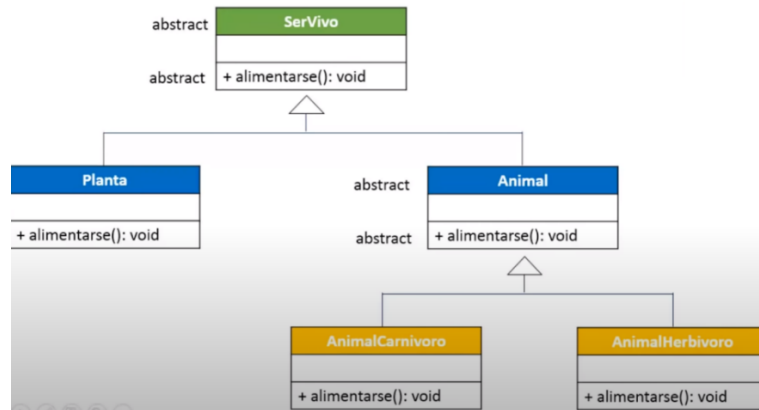 abstract
SerVivo
abstract
+ alimentarse(): void
Planta
+ alimentarse(): void
abstract
Animal
abstract
+ alimentarse(): void
AnimalCarnivoro
+ alimentarse(): void
AnimalHerbivoro
+ alimentarse(): void